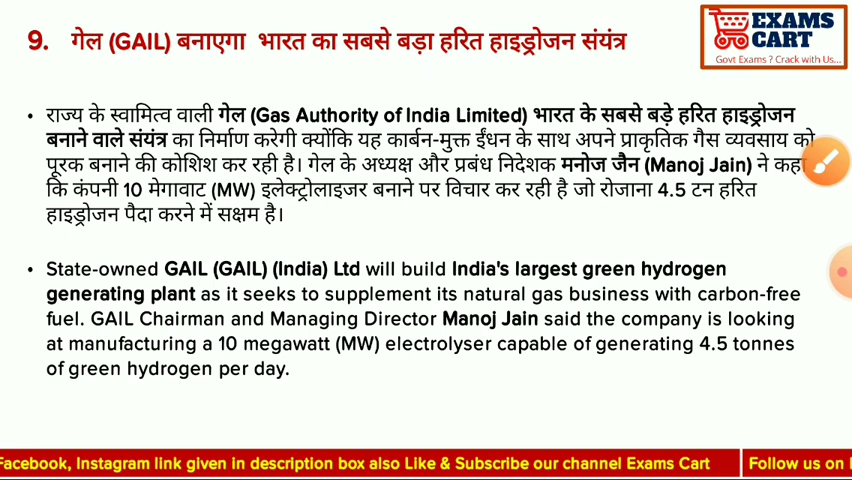 9. गेल (GAIL) बनाएगा भारत का सबसे बड़ा हरित हाइड्रोजन संयंत्र
EXAMS
CART
Govt Exams ? Crack with Us...
• राज्य के स्वामित्व वाली गेल (Gas Authority of India Limited) भारत के सबसे बड़े हरित हाइड्रोजन
बनाने वाले संयंत्र का निर्माण करेगी क्योंकि यह कार्बन-मुक्त ईंधन के साथ अपने प्राकृतिक गैस व्यवसाय को
पूरक बनाने की कोशिश कर रही है। गेल के अध्यक्ष और प्रबंध निदेशक मनोज जैन (Manoj Jain) ने कहा
कि कंपनी 10 मेगावाट (MW) इलेक्ट्रोलाइजर बनाने पर विचार कर रही है जो रोजाना 4.5 टन हरित
हाइड्रोजन पैदा करने में सक्षम है।
• State-owned GAIL (GAIL) (India) Ltd will build India's largest green hydrogen
generating plant as it seeks to supplement its natural gas business with carbon-free
fuel. GAIL Chairman and Managing Director Manoj Jain said the company is looking
at manufacturing a 10 megawatt (MW) electrolyser capable of generating 4.5 tonnes
of green hydrogen per day.
Facebook, Instagram link given in description box also Like & Subscribe our channel Exams Cart Follow us on